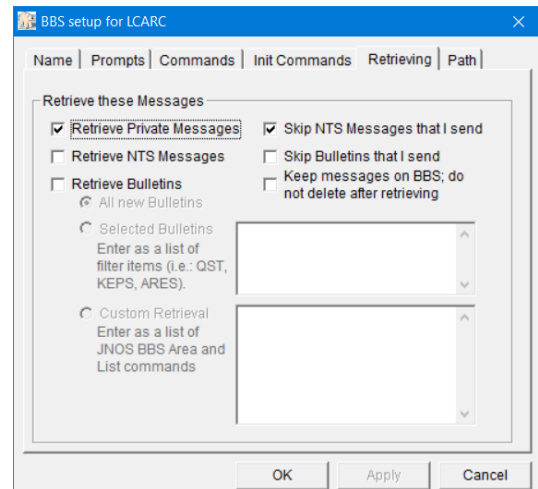 BBS setup for LCARC
Name Prompts Commands Init Commands Retrieving Path
Retrieve these Messages
Retrieve Private Messages
Skip NTS Messages that I send
Retrieve NTS Messages
Skip Bulletins that I send
Retrieve Bulletins
Keep messages on BBS; do
not delete after retrieving
All new Bulletins
Selected Bulletins
Enter as a list of
filter items (i.e.: QST,
KEPS, ARES).
Custom Retrieval
Enter as a list of
JNOS BBS Area and
List commands
OK Apply Cancel